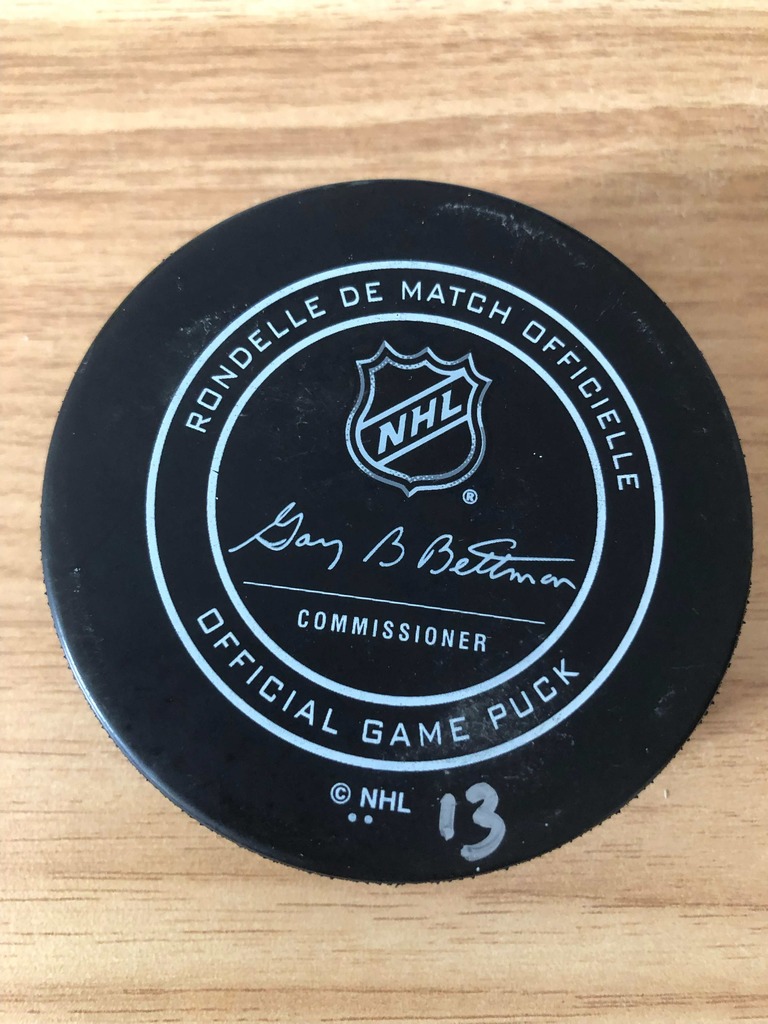 RONDELLE DE MATCH OFFICIELLE
NHL
®
Gary B Bettman
COMMISSIONER
OFFICIAL GAME PUCK
© NHL
13